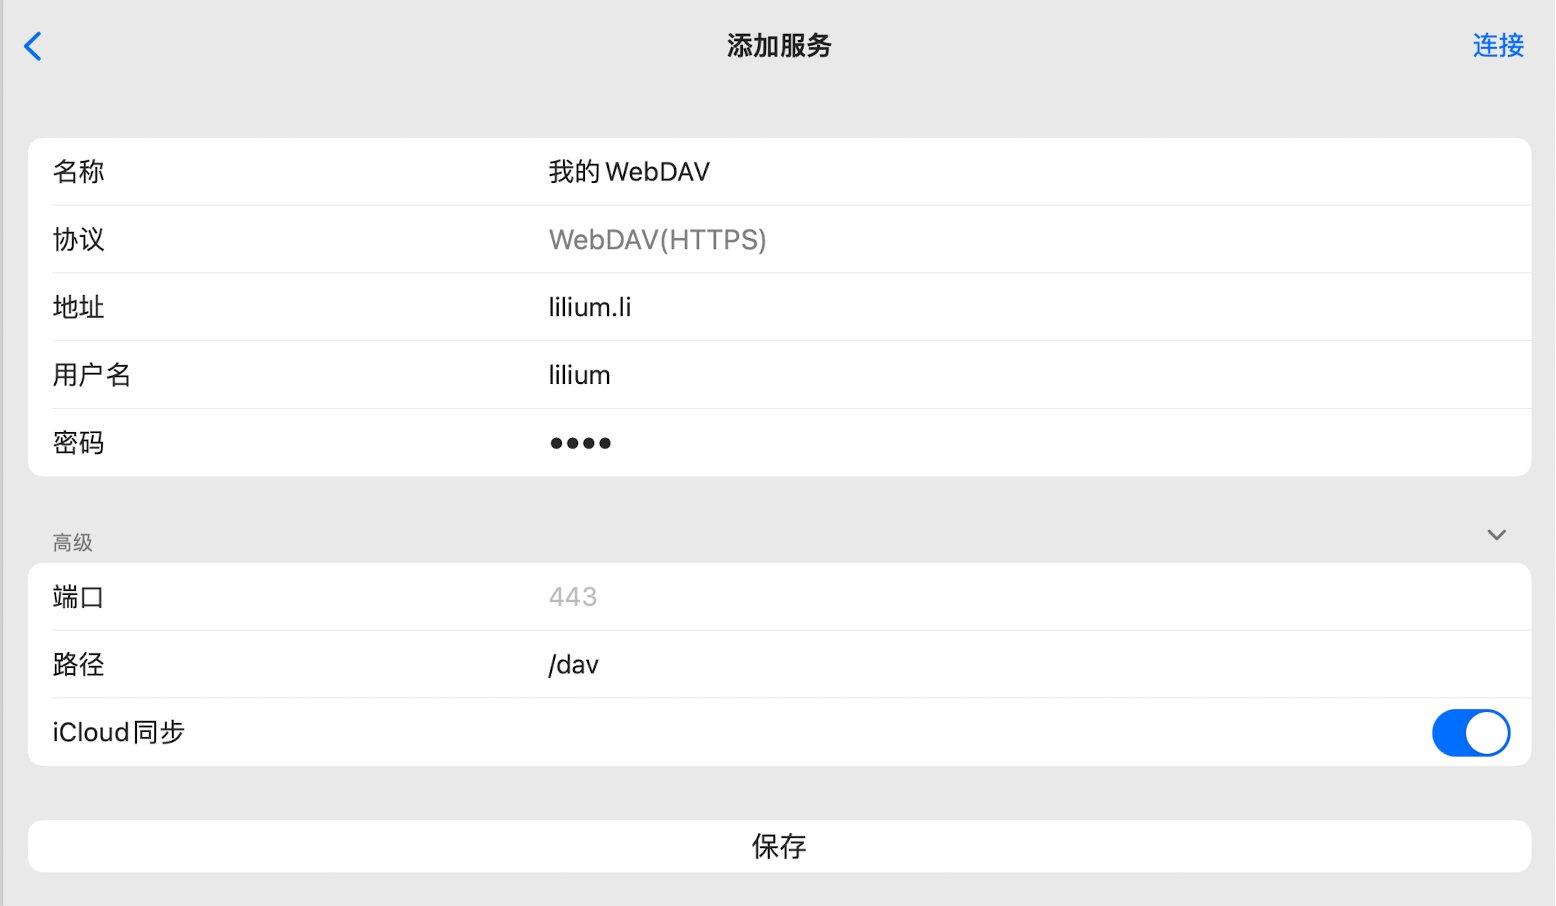 添加服务
连接
名称 我的 WebDAV
协议 WebDAV(HTTPS)
地址 lilium.li
用户名 lilium
密码 ••••
高级
端口 443
路径 /dav
iCloud同步
保存